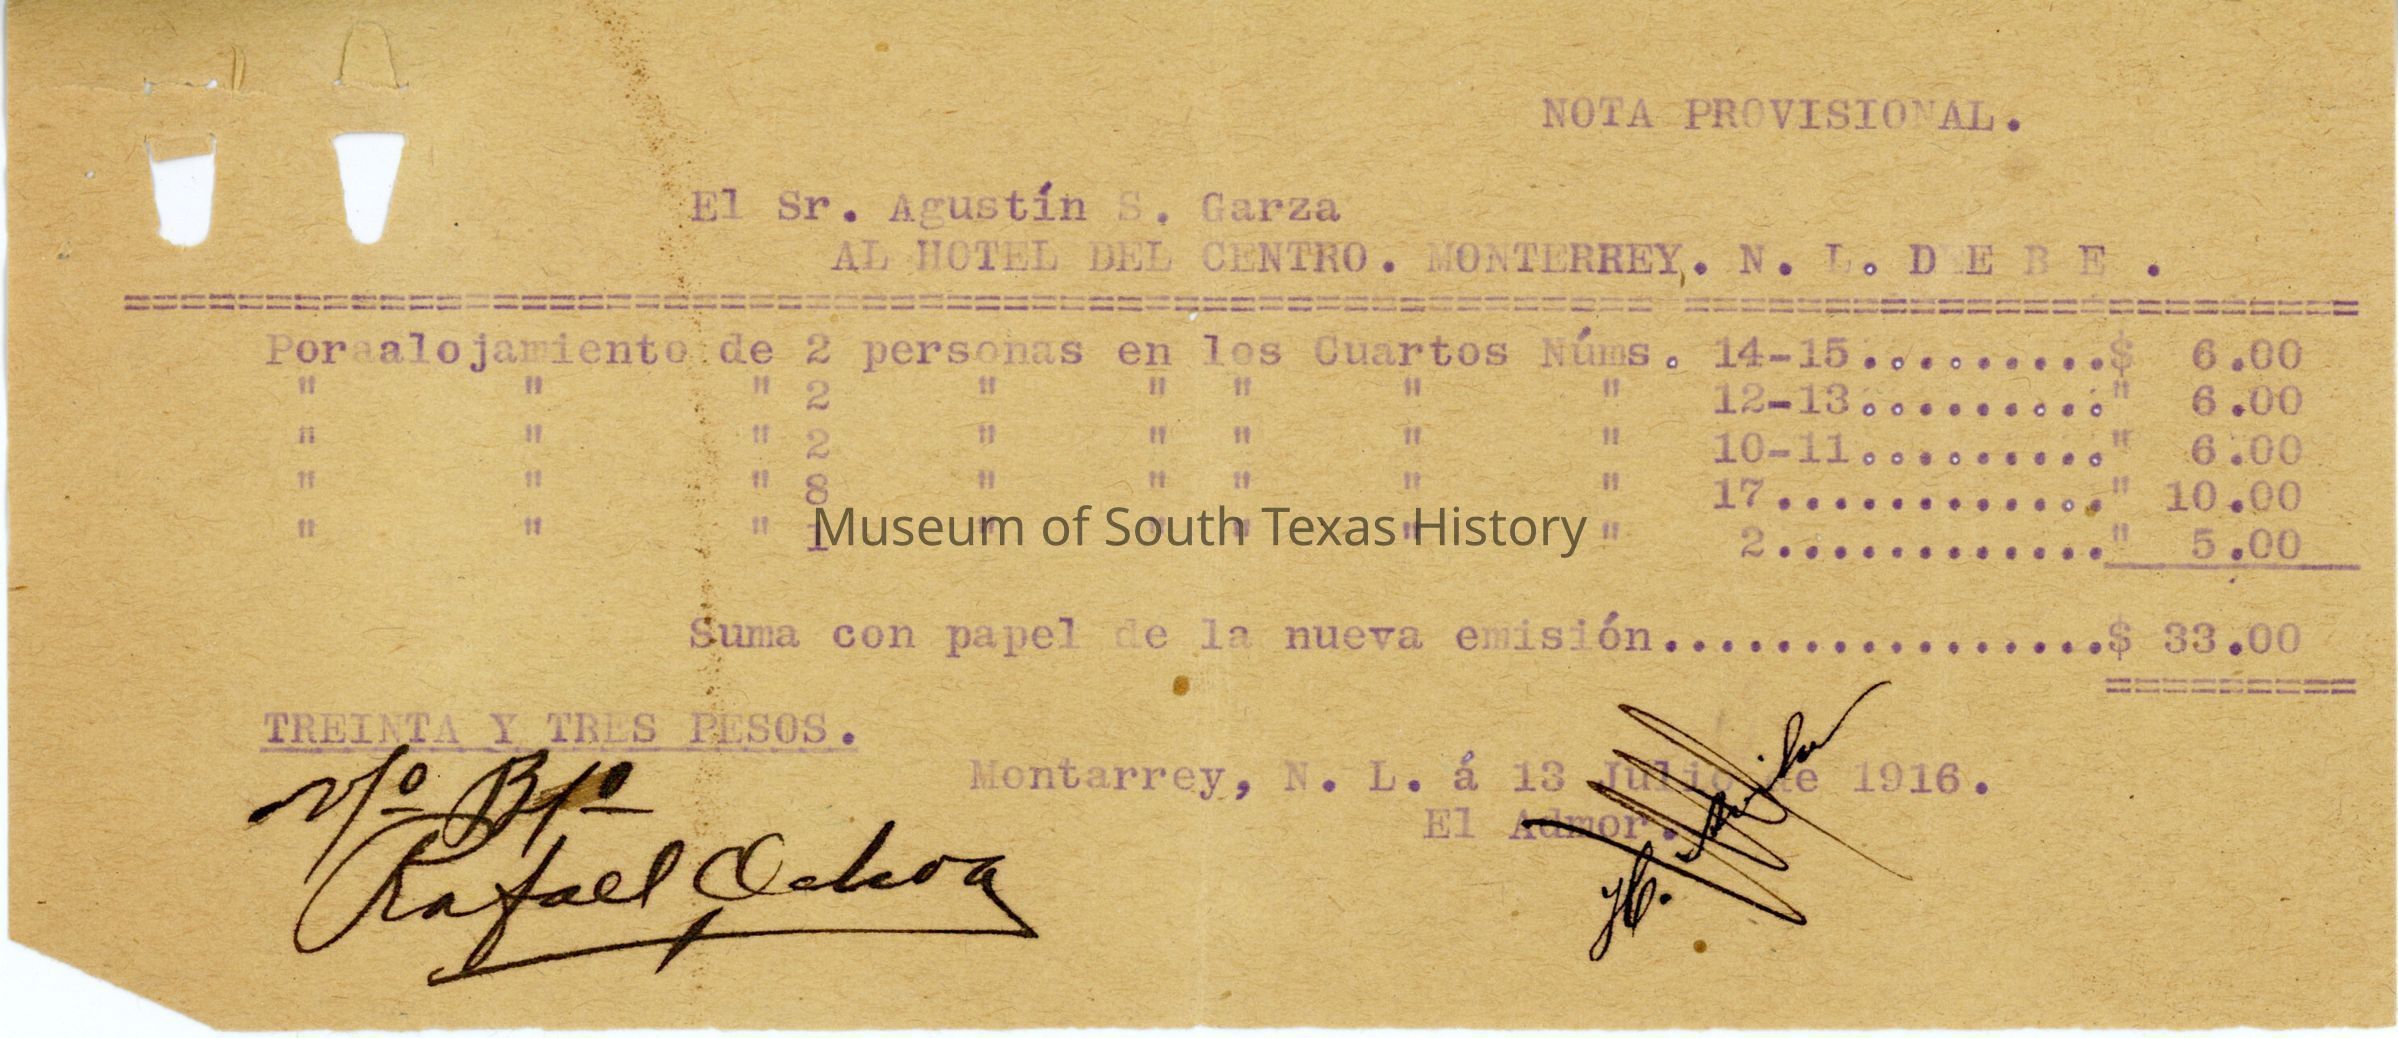 NOTA PROVISIONAL.
El Sr. Agustín S. Garza
AL HOTEL DEL CENTRO. MONTERREY. N. L. D E B E .
Poraalojamiento de 2 personas en los Cuartos Núms. 14-15.........$ 6.00
" " " 2 " " " " " 12-13........." 6.00
" " " 2 " " " " " 10-11........." 6.00
" " " 8 " " " " " 17............" 10.00
" " " 1 " " " " " 2............" 5.00
Museum of South Texas History
Suma con papel de la nueva emisión................$ 33.00
TREINTA Y TRES PESOS.
Vo Bo
Rafael Ochoa
Montarrey, N. L. á 13 Julio de 1916.
El Admor.